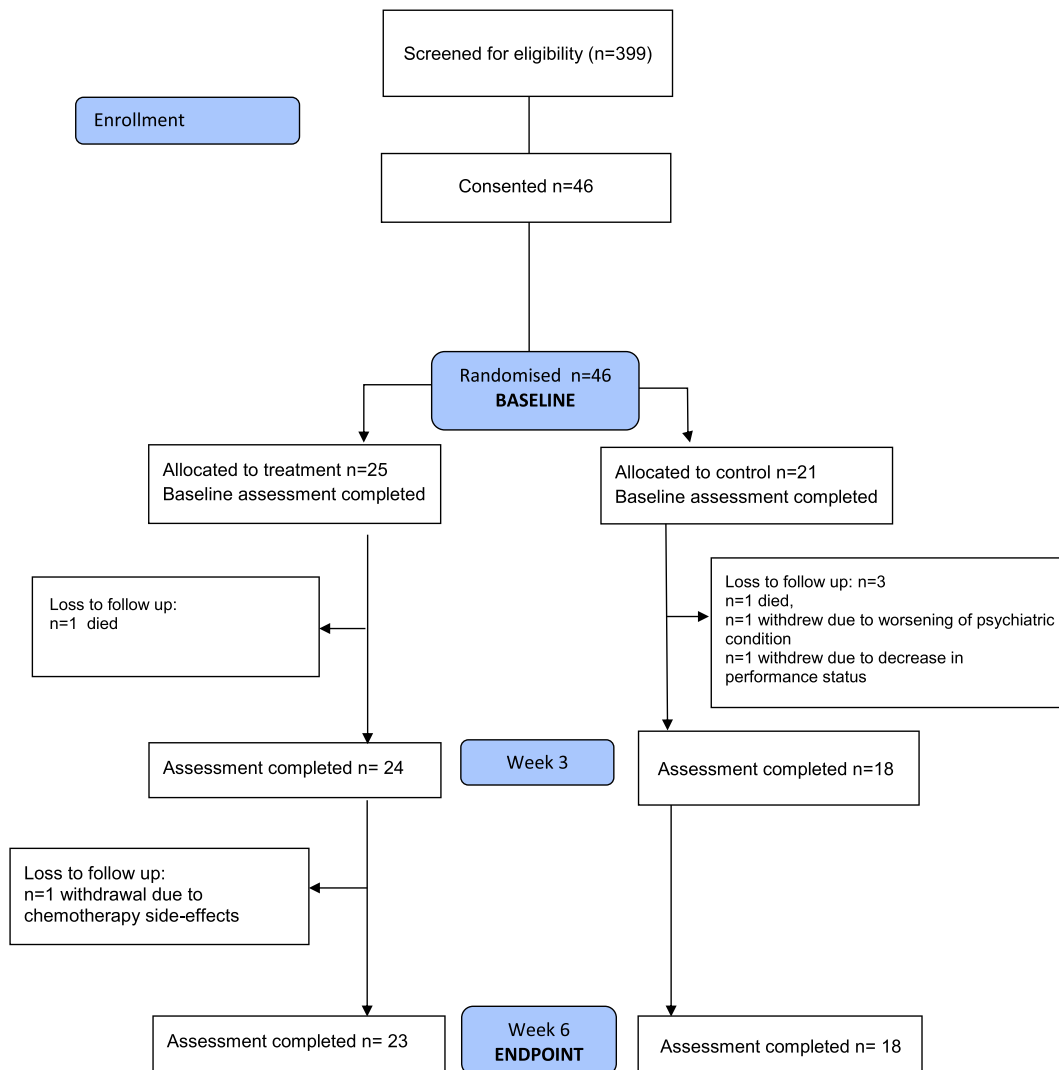 Screened for eligibility (n=399)
Enrollment
Consented n=46
Randomised  n=46
BASELINE
Allocated to treatment n=25
Baseline assessment completed
Allocated to control n=21
Baseline assessment completed
Loss to follow up:
n=1  died
Loss to follow up: n=3
n=1 died,
n=1 withdrew due to worsening of psychiatric
condition
n=1 withdrew due to decrease in
performance status
Assessment completed n= 24
Week 3
Assessment completed n=18
Loss to follow up:
n=1 withdrawal due to
chemotherapy side-effects
Assessment completed n= 23
Week 6
ENDPOINT
Assessment completed n= 18